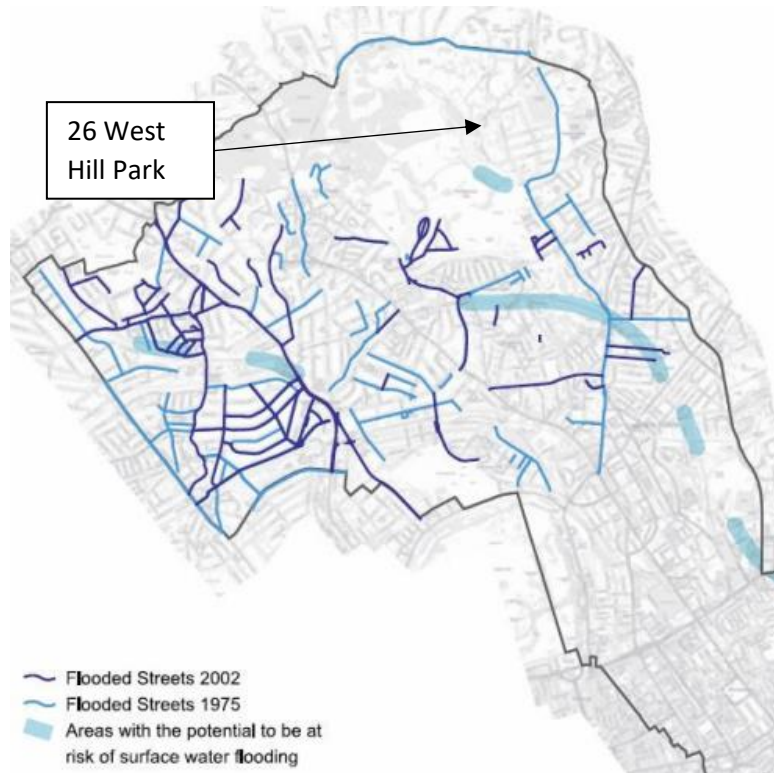 26 West
Hill Park
Flooded Streets 2002
Flooded Streets 1975
Areas with the potential to be at
risk of surface water flooding